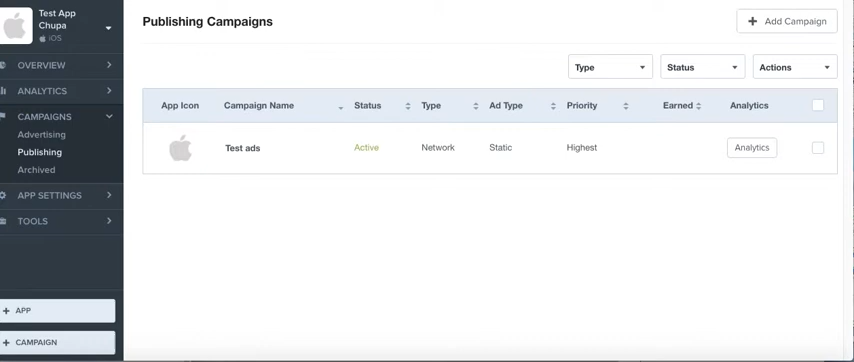 Test App
Chupa
iOS
OVERVIEW
ANALYTICS
CAMPAIGNS
Advertising
Publishing
Archived
APP SETTINGS
TOOLS
+ APP
+ CAMPAIGN
Publishing Campaigns
+ Add Campaign
Type
Status
Actions
App Icon Campaign Name Status Type Ad Type Priority Earned Analytics
Test ads Active Network Static Highest Analytics